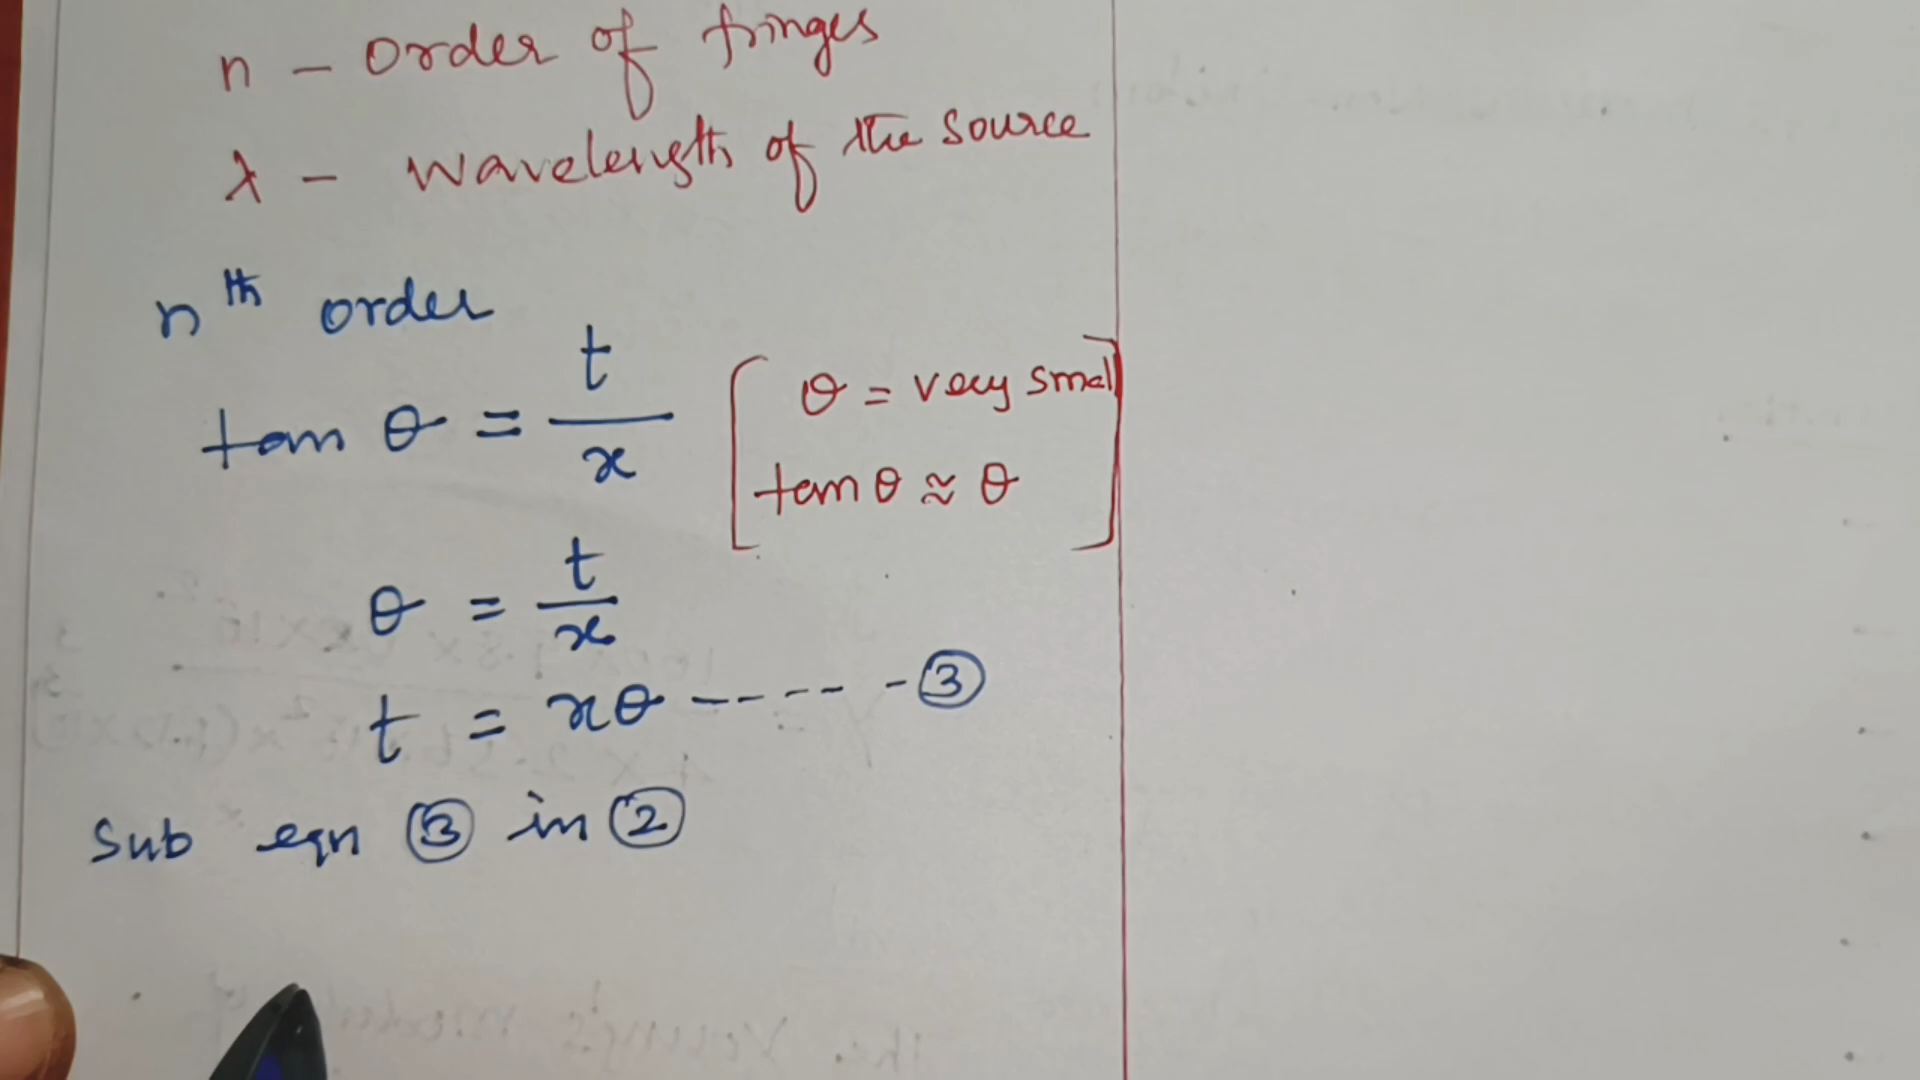 n - order of fringes
λ - wavelength of the source
nᵗʰ order
tan θ = t/x [θ = very small
tan θ ≈ θ]
θ = t/x
t = xθ ------ ③
Sub eqn ③ in ②